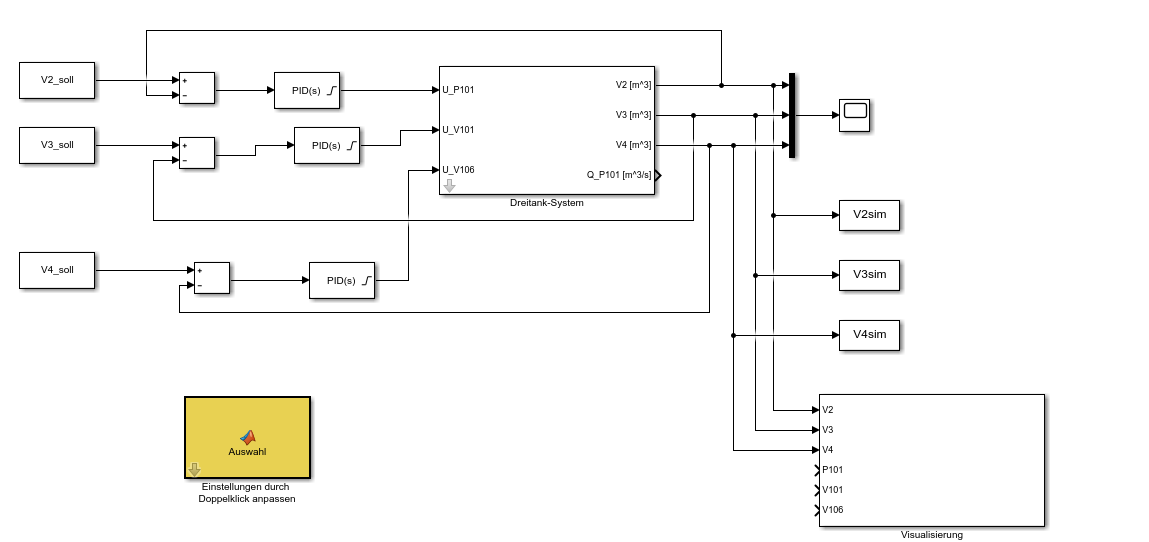 V2_soll
+
−
PID(s)
V3_soll
+
−
PID(s)
V4_soll
+
−
PID(s)
U_P101
U_V101
U_V106
V2 [m^3]
V3 [m^3]
V4 [m^3]
Q_P101 [m^3/s]
Dreitank-System
V2sim
V3sim
V4sim
Auswahl
Einstellungen durch
Doppelklick anpassen
V2
V3
V4
P101
V101
V106
Visualisierung